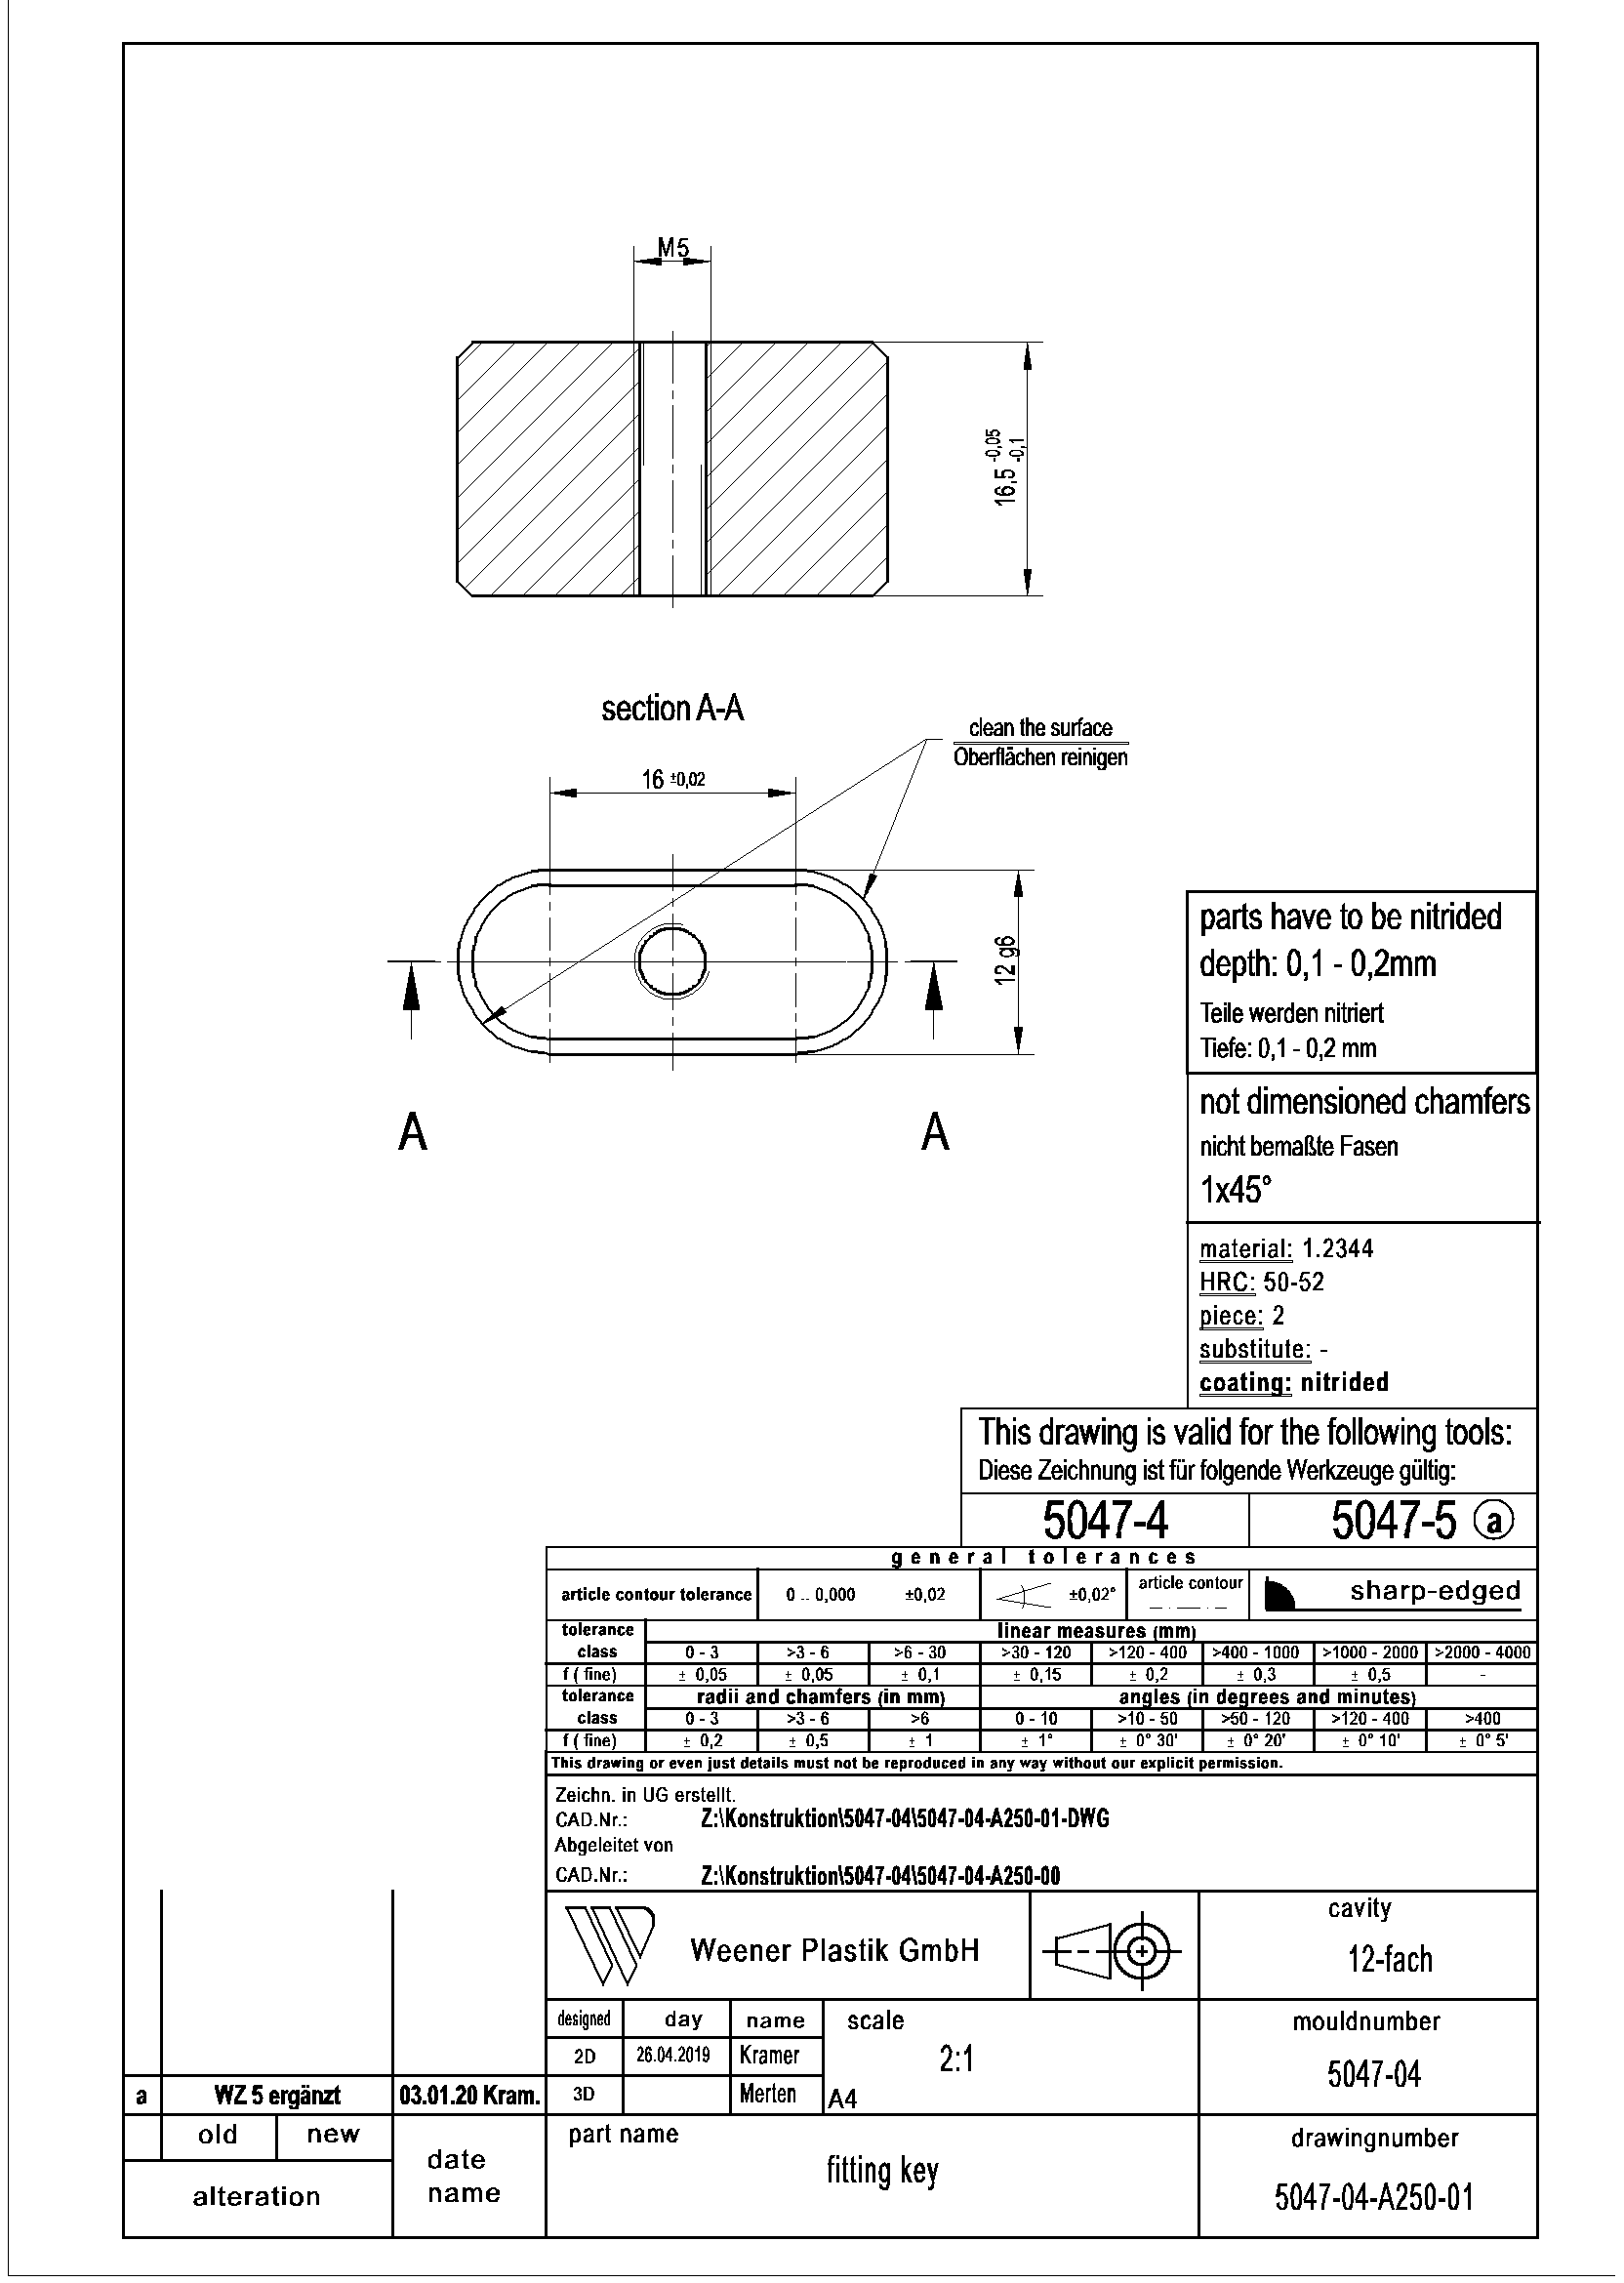 M5
16,5 -0,05 -0,1
section A-A
clean the surface
Oberflächen reinigen
16 ±0,02
12 g6
A A
parts have to be nitrided
depth: 0,1 - 0,2mm
Teile werden nitriert
Tiefe: 0,1 - 0,2 mm
not dimensioned chamfers
nicht bemaßte Fasen
1x45°
material: 1.2344
HRC: 50-52
piece: 2
substitute: -
coating: nitrided
This drawing is valid for the following tools:
Diese Zeichnung ist für folgende Werkzeuge gültig:
5047-4 5047-5 a
general tolerances
article contour tolerance 0 .. 0,000 ±0,02 ±0,02° article contour sharp-edged
tolerance linear measures (mm)
class 0 - 3 >3 - 6 >6 - 30 >30 - 120 >120 - 400 >400 - 1000 >1000 - 2000 >2000 - 4000
f ( fine) ± 0,05 ± 0,05 ± 0,1 ± 0,15 ± 0,2 ± 0,3 ± 0,5 -
tolerance radii and chamfers (in mm) angles (in degrees and minutes)
class 0 - 3 >3 - 6 >6 0 - 10 >10 - 50 >50 - 120 >120 - 400 >400
f ( fine) ± 0,2 ± 0,5 ± 1 ± 1° ± 0° 30' ± 0° 20' ± 0° 10' ± 0° 5'
This drawing or even just details must not be reproduced in any way without our explicit permission.
Zeichn. in UG erstellt.
CAD.Nr.: Z:\Konstruktion\5047-04\5047-04-A250-01-DWG
Abgeleitet von
CAD.Nr.: Z:\Konstruktion\5047-04\5047-04-A250-00
Weener Plastik GmbH
cavity
12-fach
designed day name scale
2D 26.04.2019 Kramer 2:1
3D Merten A4
mouldnumber
5047-04
a WZ 5 ergänzt 03.01.20 Kram.
old new
alteration
date
name
part name
fitting key
drawingnumber
5047-04-A250-01